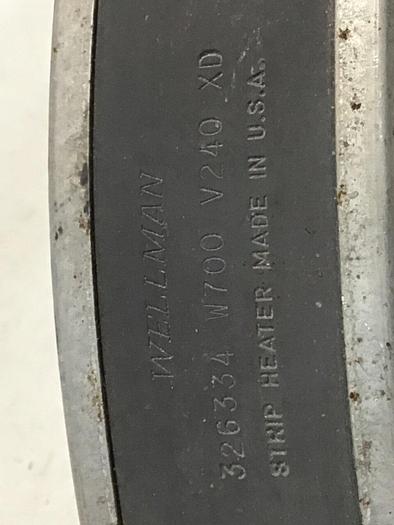 WELLMAN
326334 W700 V240 XD
STRIP HEATER MADE IN U.S.A.